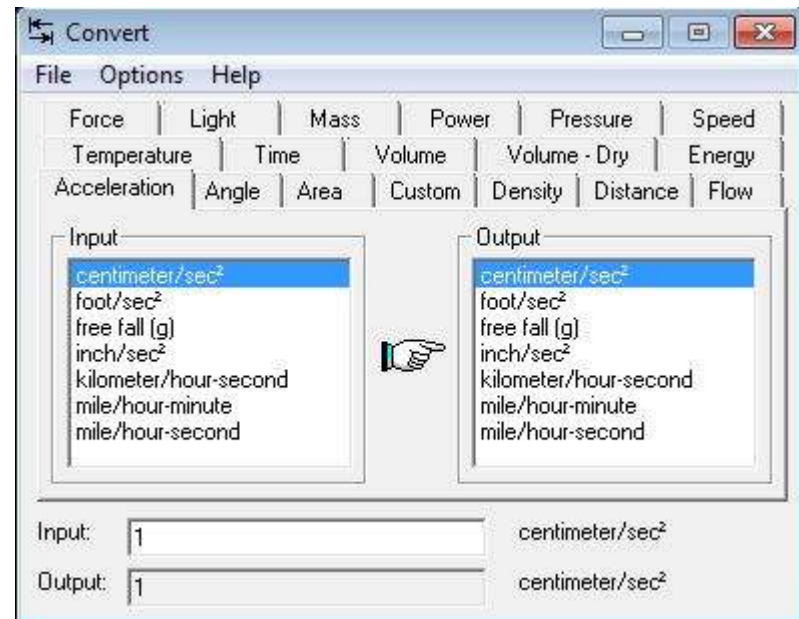 Convert
File Options Help
Force Light Mass Power Pressure Speed
Temperature Time Volume Volume - Dry Energy
Acceleration Angle Area Custom Density Distance Flow
Input
centimeter/sec²
foot/sec²
free fall (g)
inch/sec²
kilometer/hour-second
mile/hour-minute
mile/hour-second
Output
centimeter/sec²
foot/sec²
free fall (g)
inch/sec²
kilometer/hour-second
mile/hour-minute
mile/hour-second
Input: 1 centimeter/sec²
Output: 1 centimeter/sec²